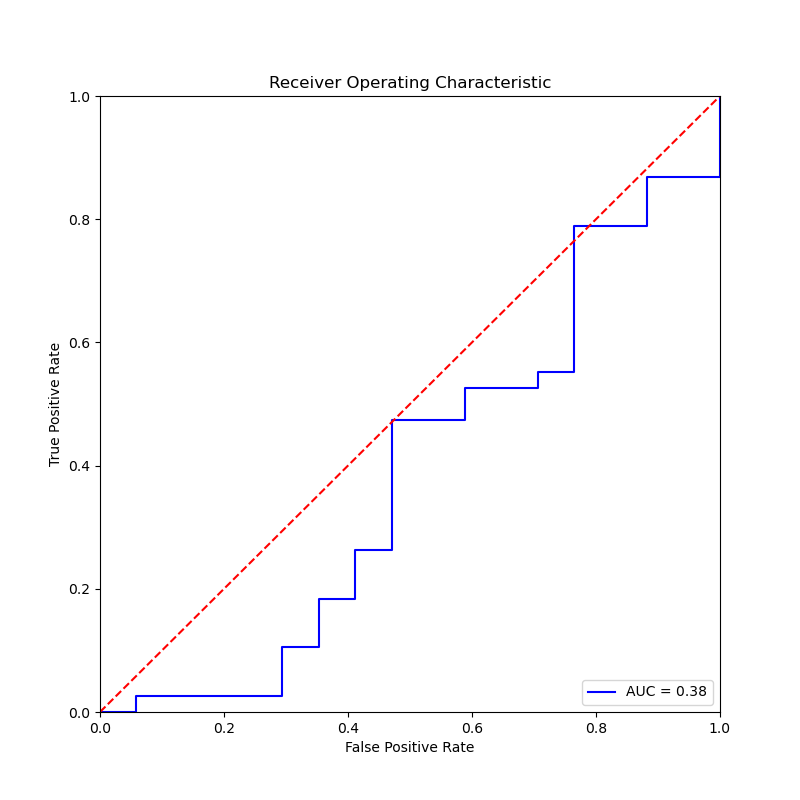 Receiver Operating Characteristic
True Positive Rate
1.0
0.8
0.6
0.4
0.2
0.0
AUC = 0.38
0.0 0.2 0.4 0.6 0.8 1.0
False Positive Rate